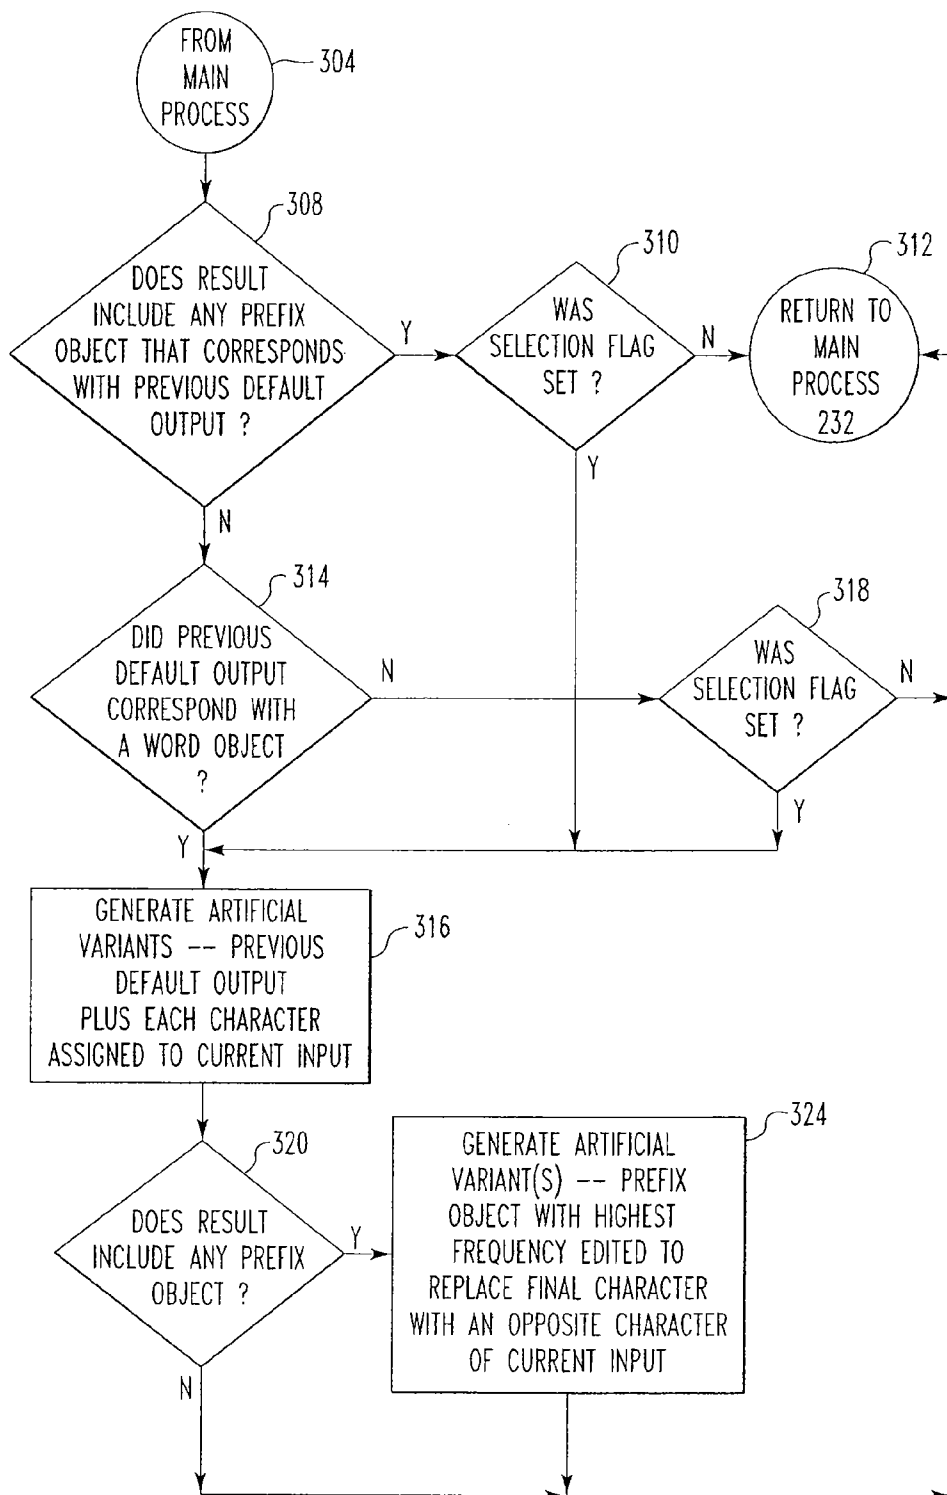 FROM
MAIN
PROCESS
304
308
DOES RESULT
INCLUDE ANY PREFIX
OBJECT THAT CORRESPONDS
WITH PREVIOUS DEFAULT
OUTPUT ?
Y
N
310
WAS
SELECTION FLAG
SET ?
N
Y
312
RETURN TO
MAIN
PROCESS
232
314
DID PREVIOUS
DEFAULT OUTPUT
CORRESPOND WITH
A WORD OBJECT
?
N
Y
318
WAS
SELECTION FLAG
SET ?
N
Y
GENERATE ARTIFICIAL
VARIANTS -- PREVIOUS
DEFAULT OUTPUT
PLUS EACH CHARACTER
ASSIGNED TO CURRENT INPUT
316
320
DOES RESULT
INCLUDE ANY PREFIX
OBJECT ?
Y
N
324
GENERATE ARTIFICIAL
VARIANT(S) -- PREFIX
OBJECT WITH HIGHEST
FREQUENCY EDITED TO
REPLACE FINAL CHARACTER
WITH AN OPPOSITE CHARACTER
OF CURRENT INPUT